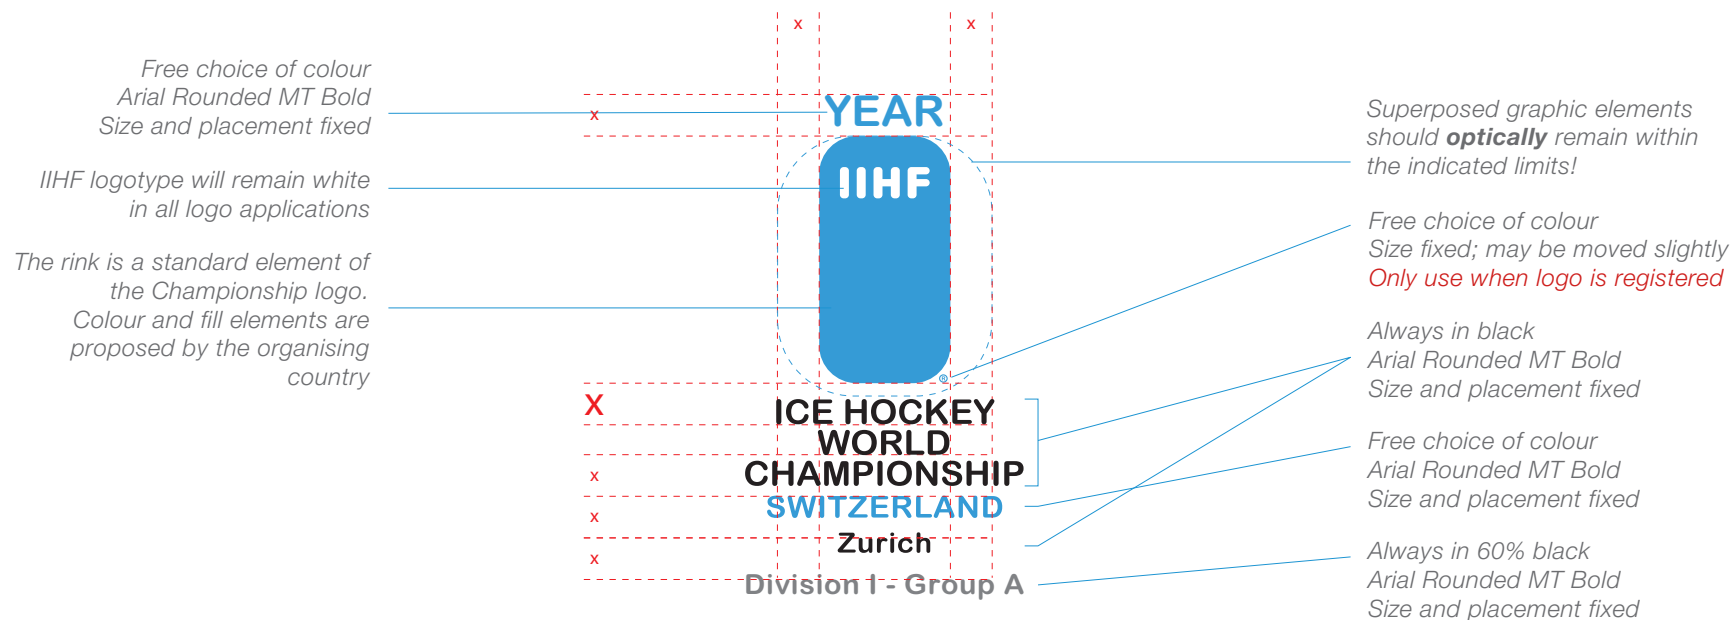 x
x
Free choice of colour
Arial Rounded MT Bold
Size and placement fixed
x
YEAR
IIHF logotype will remain white
in all logo applications
IIHF
The rink is a standard element of
the Championship logo.
Colour and fill elements are
proposed by the organising
country
®
X
ICE HOCKEY
WORLD
CHAMPIONSHIP
x
SWITZERLAND
x
Zurich
x
Division I - Group A
Superposed graphic elements
should optically remain within
the indicated limits!
Free choice of colour
Size fixed; may be moved slightly
Only use when logo is registered
Always in black
Arial Rounded MT Bold
Size and placement fixed
Free choice of colour
Arial Rounded MT Bold
Size and placement fixed
Always in 60% black
Arial Rounded MT Bold
Size and placement fixed